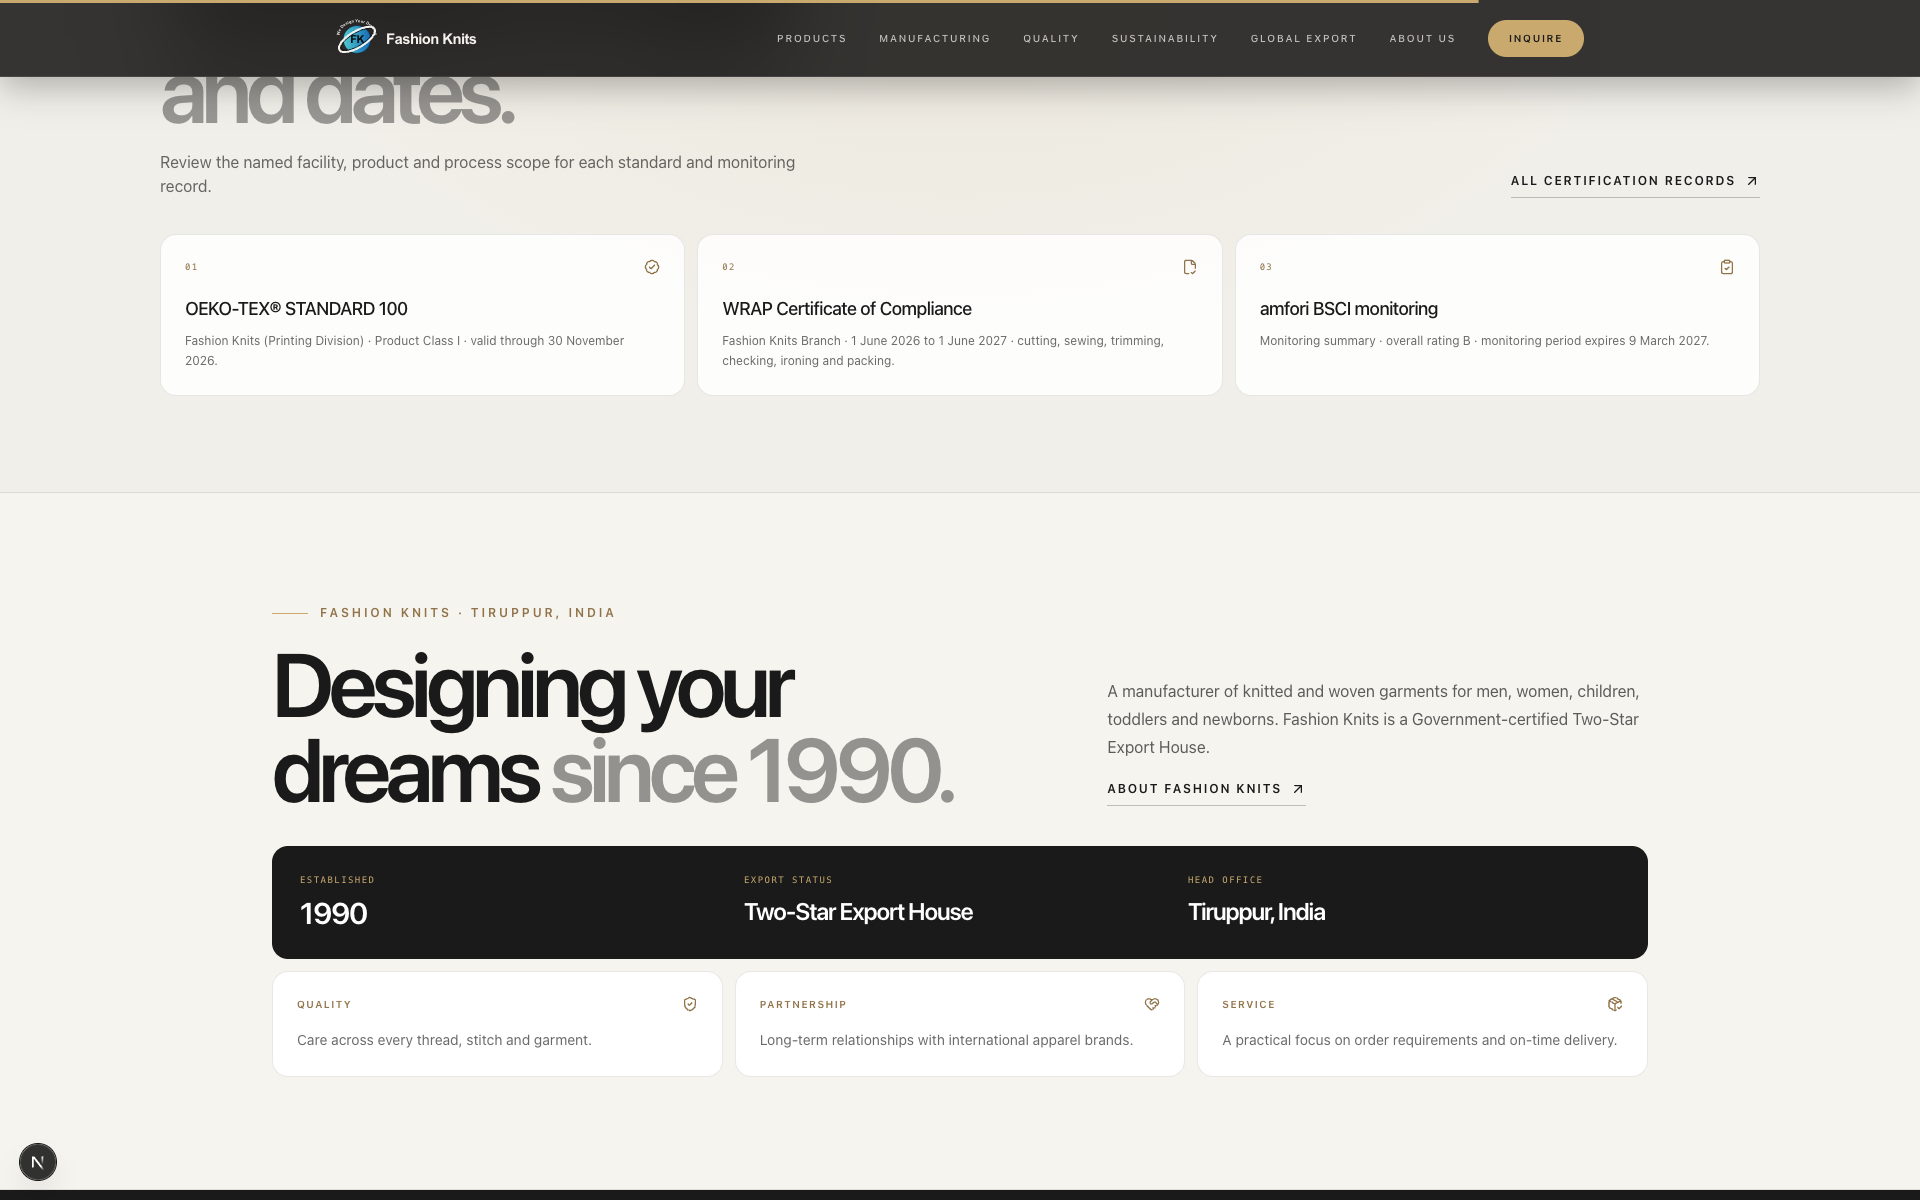 Fashion Knits
PRODUCTS
MANUFACTURING
QUALITY
SUSTAINABILITY
GLOBAL EXPORT
ABOUT US
INQUIRE
and dates.
Review the named facility, product and process scope for each standard and monitoring
record.
ALL CERTIFICATION RECORDS
01
OEKO-TEX® STANDARD 100
Fashion Knits (Printing Division) · Product Class I · valid through 30 November
2026.
02
WRAP Certificate of Compliance
Fashion Knits Branch · 1 June 2026 to 1 June 2027 · cutting, sewing, trimming,
checking, ironing and packing.
03
amfori BSCI monitoring
Monitoring summary · overall rating B · monitoring period expires 9 March 2027.
FASHION KNITS · TIRUPPUR, INDIA
Designing your
dreams since 1990.
A manufacturer of knitted and woven garments for men, women, children,
toddlers and newborns. Fashion Knits is a Government-certified Two-Star
Export House.
ABOUT FASHION KNITS
ESTABLISHED
1990
EXPORT STATUS
Two-Star Export House
HEAD OFFICE
Tiruppur, India
QUALITY
Care across every thread, stitch and garment.
PARTNERSHIP
Long-term relationships with international apparel brands.
SERVICE
A practical focus on order requirements and on-time delivery.
N